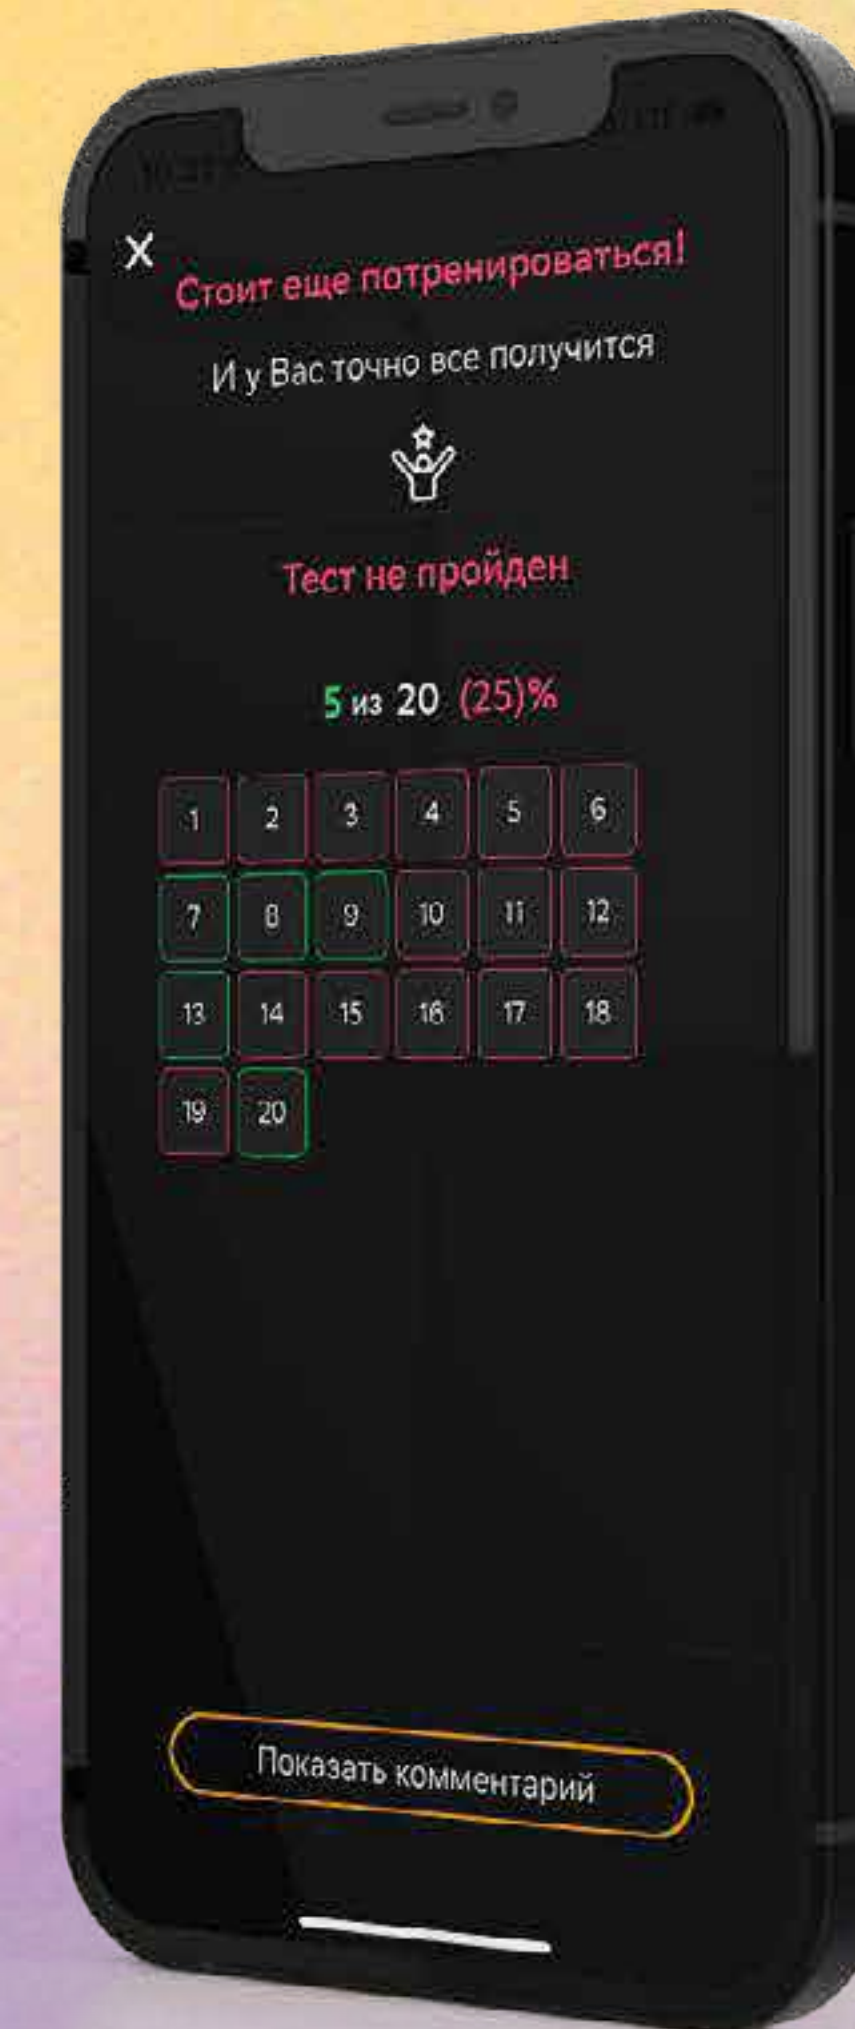 X
Стоит еще потренироваться!
И у Вас точно все получится
Тест не пройден
5 из 20 (25)%
1 2 3 4 5 6
7 8 9 10 11 12
13 14 15 16 17 18
19 20
Показать комментарий